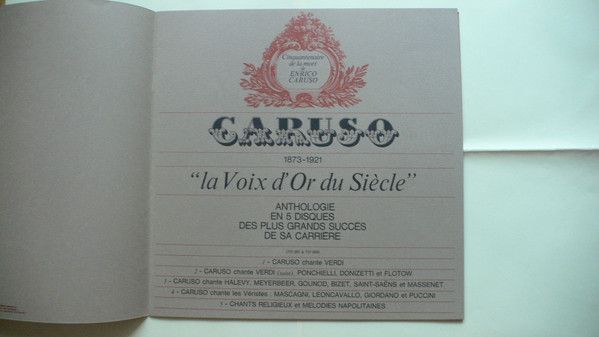 Cinquantenaire
de la mort
de
ENRICO
CARUSO
CARUSO
1873-1921
“la Voix d'Or du Siècle”
ANTHOLOGIE
EN 5 DISQUES
DES PLUS GRANDS SUCCÈS
DE SA CARRIÈRE
1 - CARUSO chante VERDI
2 - CARUSO chante VERDI (suite), PONCHIELLI, DONIZETTI et FLOTOW
3 - CARUSO chante HALEVY, MEYERBEER, GOUNOD, BIZET, SAINT-SAËNS et MASSENET
4 - CARUSO chante les Véristes : MASCAGNI, LEONCAVALLO, GIORDANO et PUCCINI
5 - CHANTS RELIGIEUX et MELODIES NAPOLITAINES